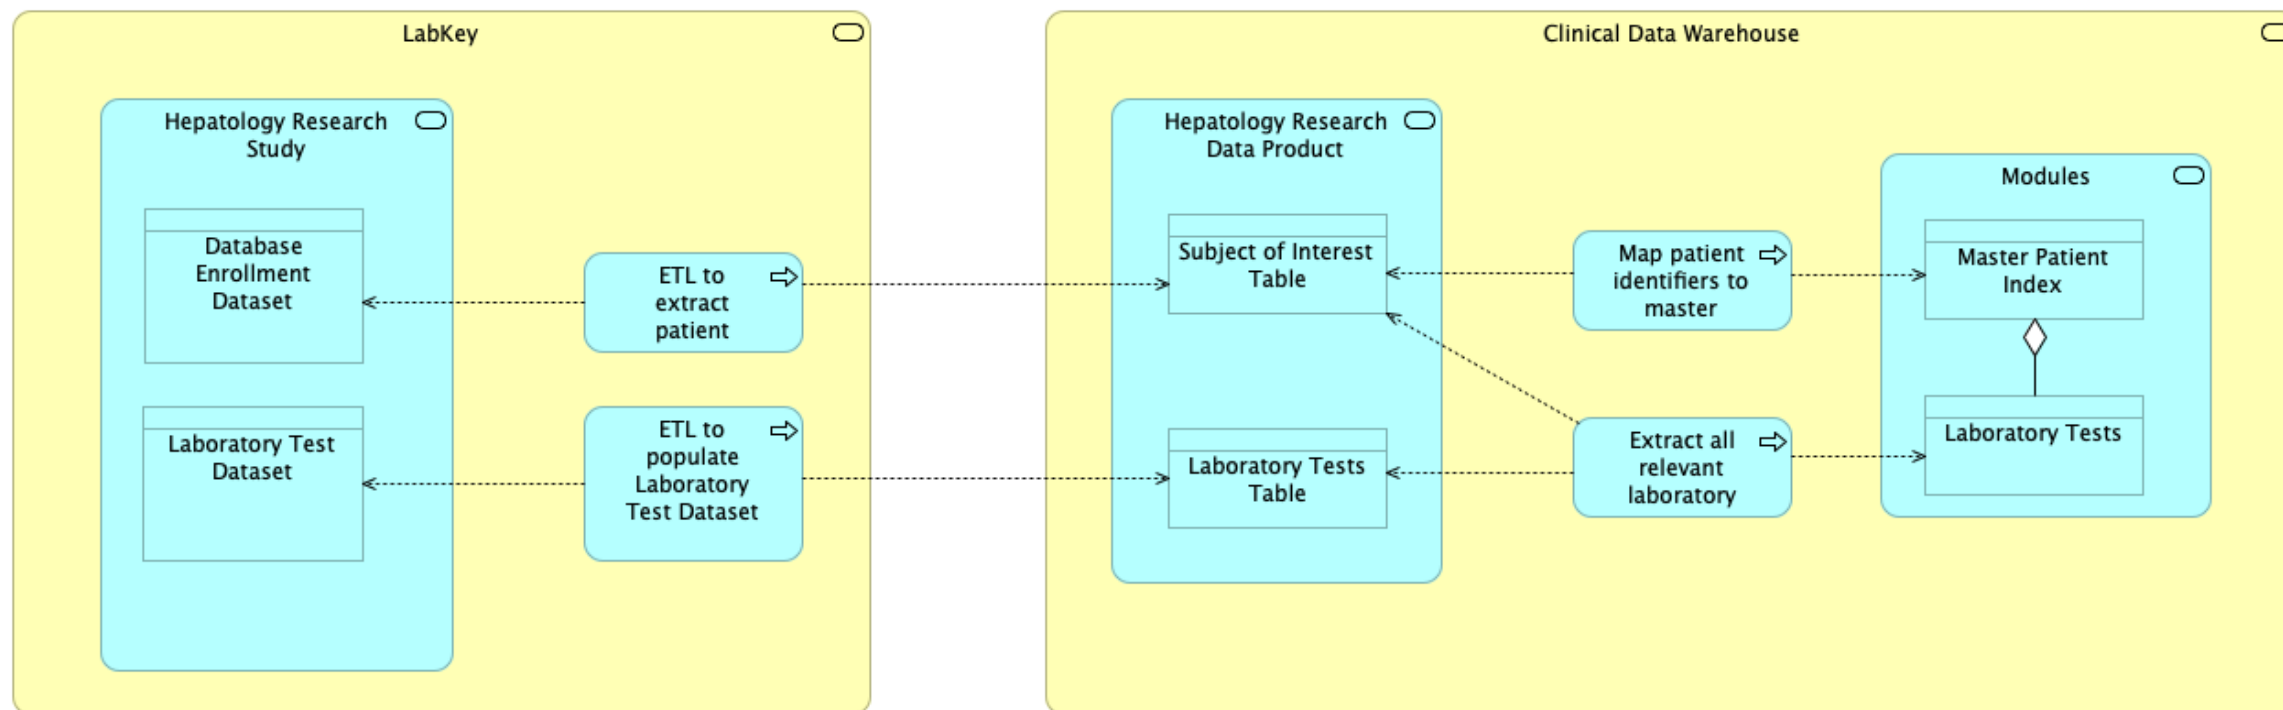 LabKey
Hepatology Research
Study
Database
Enrollment
Dataset
Laboratory Test
Dataset
ETL to
extract
patient
ETL to
populate
Laboratory
Test Dataset
Clinical Data Warehouse
Hepatology Research
Data Product
Subject of Interest
Table
Laboratory Tests
Table
Map patient
identifiers to
master
Extract all
relevant
laboratory
Modules
Master Patient
Index
Laboratory Tests